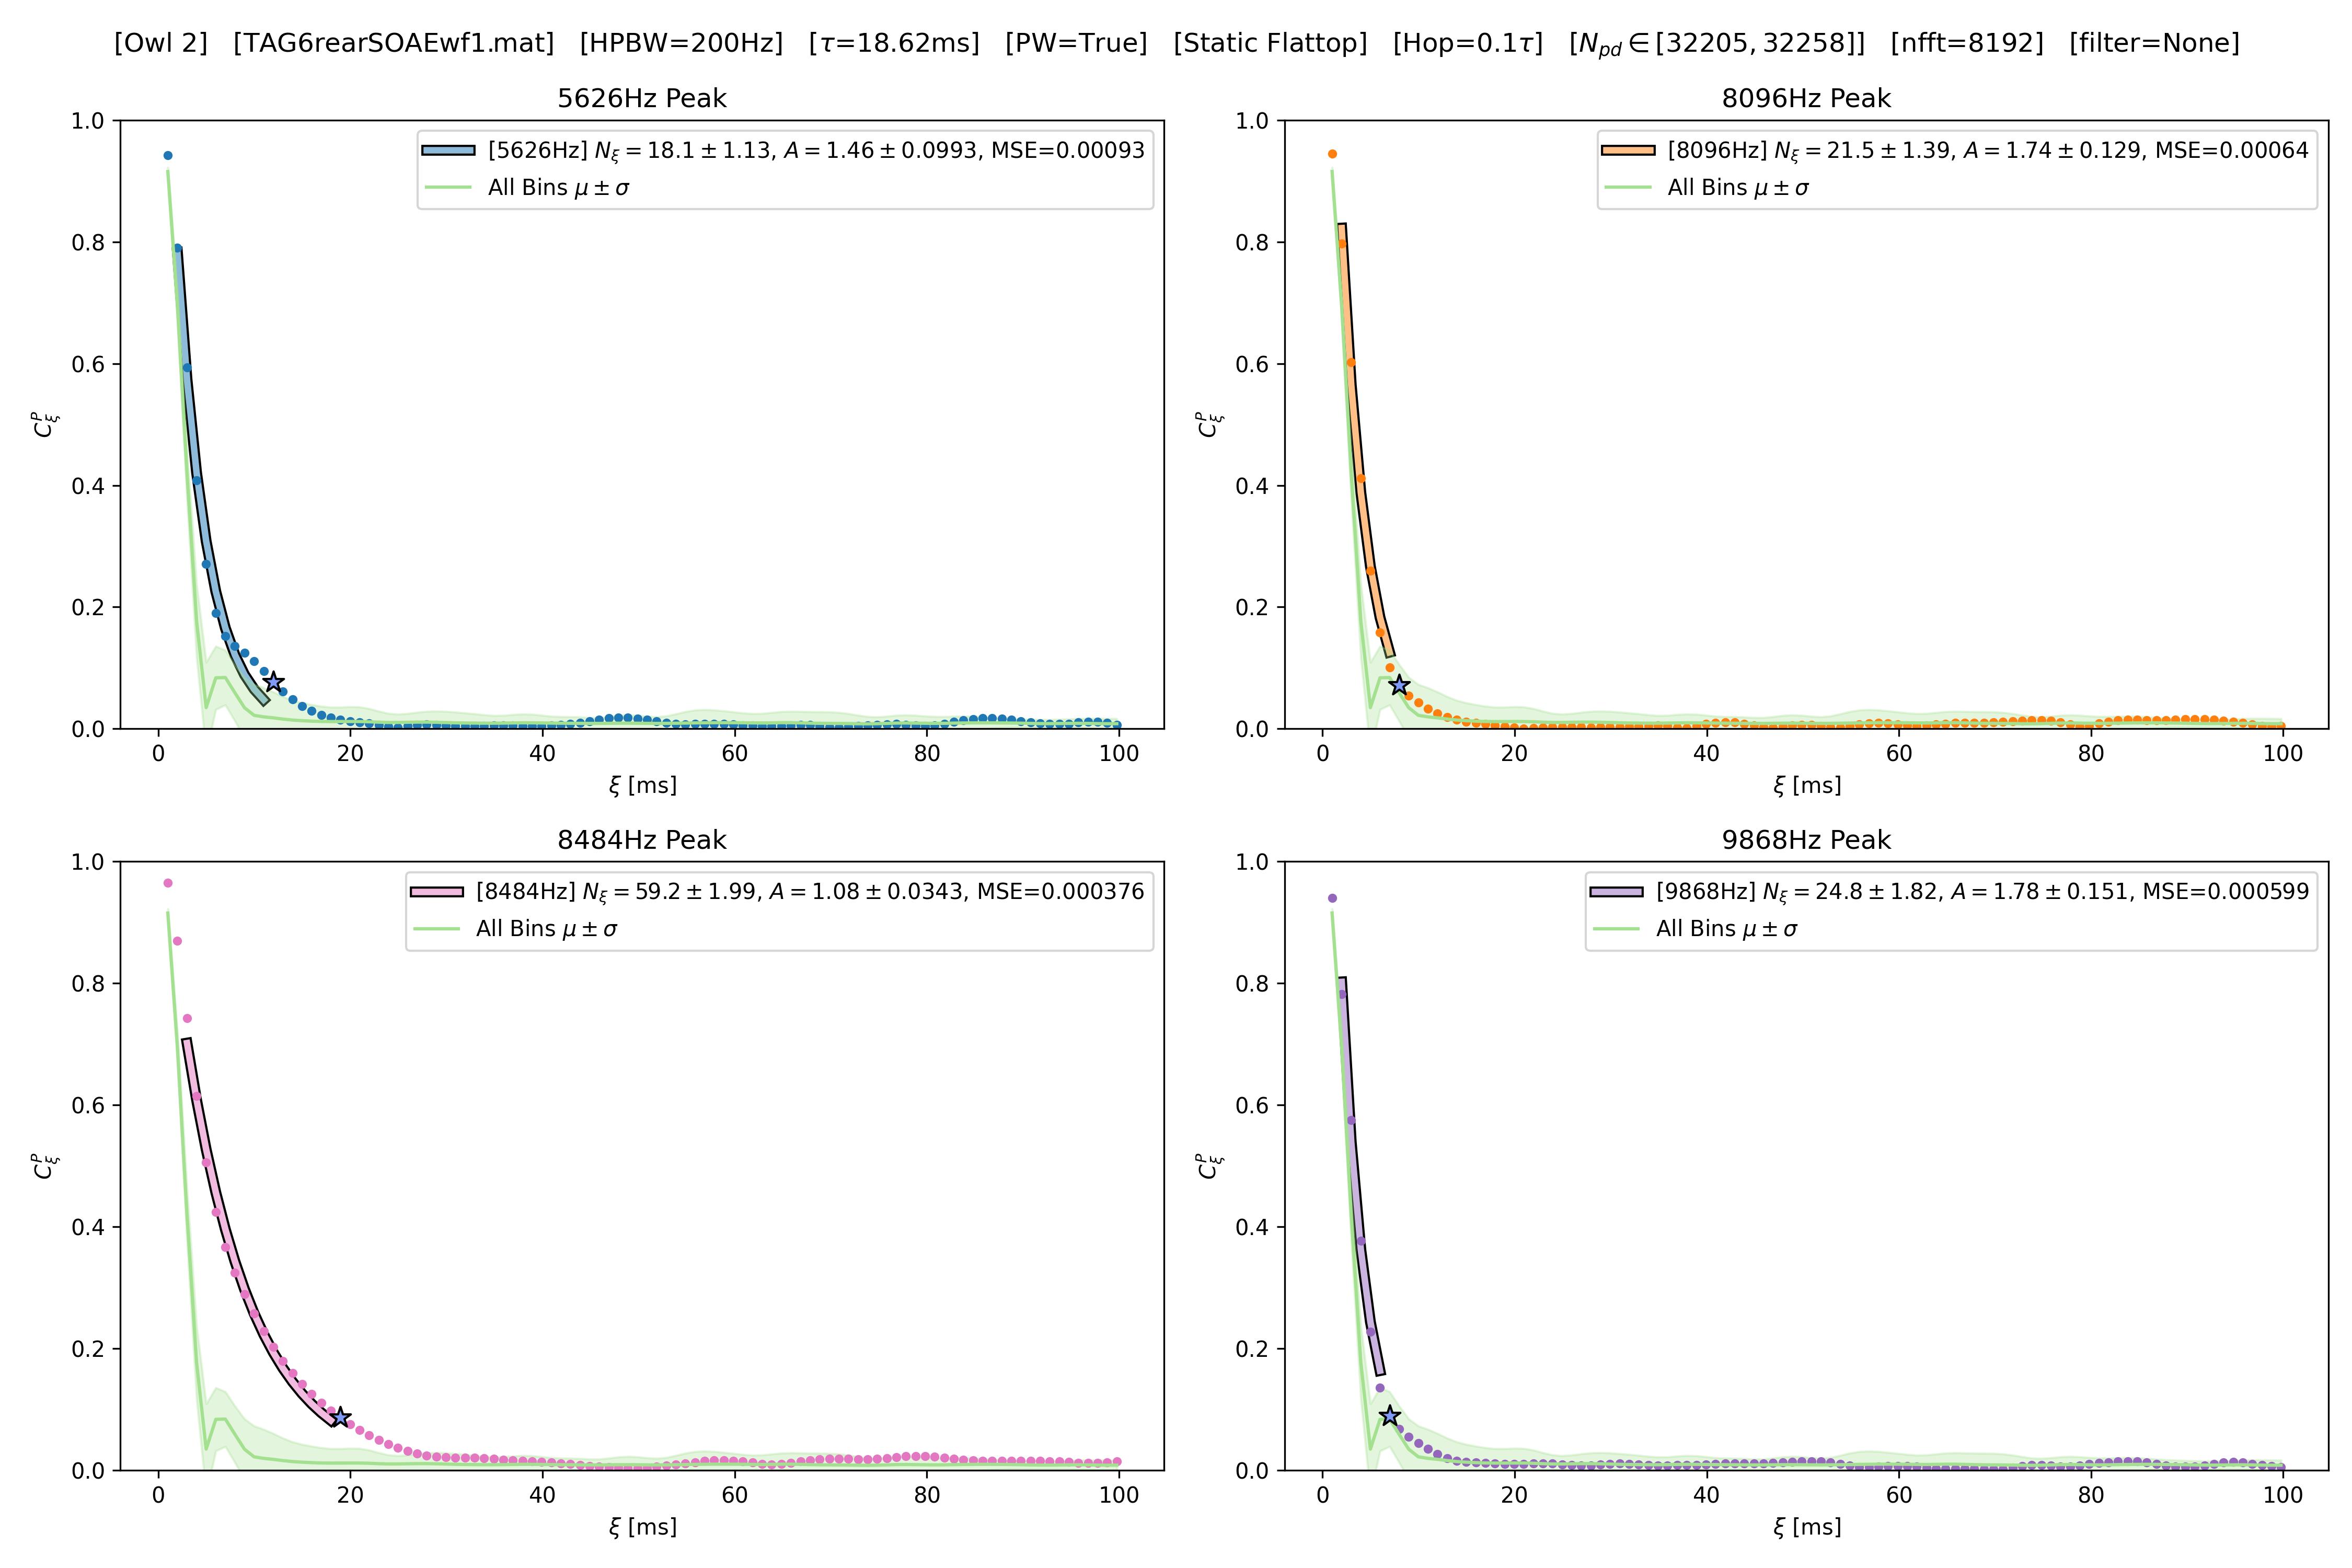 [Owl 2] [TAG6rearSOAEwf1.mat] [HPBW=200Hz] [τ=18.62ms] [PW=True] [Static Flattop] [Hop=0.1τ] [N_pd ∈ [32205, 32258]] [nfft=8192] [filter=None]
5626Hz Peak
[5626Hz] N_ξ = 18.1 ± 1.13, A = 1.46 ± 0.0993, MSE=0.00093
All Bins μ ± σ
1.0
0.8
0.6
0.4
0.2
0.0
C_ξ^P
0 20 40 60 80 100
ξ [ms]
8096Hz Peak
[8096Hz] N_ξ = 21.5 ± 1.39, A = 1.74 ± 0.129, MSE=0.00064
All Bins μ ± σ
1.0
0.8
0.6
0.4
0.2
0.0
C_ξ^P
0 20 40 60 80 100
ξ [ms]
8484Hz Peak
[8484Hz] N_ξ = 59.2 ± 1.99, A = 1.08 ± 0.0343, MSE=0.000376
All Bins μ ± σ
1.0
0.8
0.6
0.4
0.2
0.0
C_ξ^P
0 20 40 60 80 100
ξ [ms]
9868Hz Peak
[9868Hz] N_ξ = 24.8 ± 1.82, A = 1.78 ± 0.151, MSE=0.000599
All Bins μ ± σ
1.0
0.8
0.6
0.4
0.2
0.0
C_ξ^P
0 20 40 60 80 100
ξ [ms]